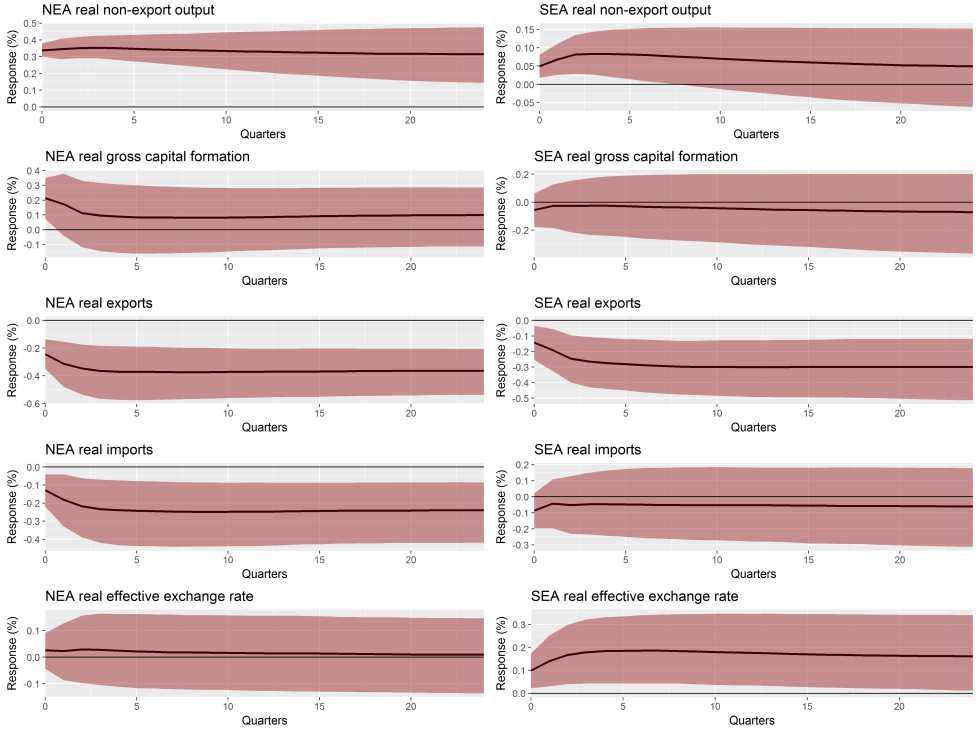 NEA real non-export output
Response (%)
0.5
0.4
0.3
0.2
0.1
0.0
0 5 10 15 20
Quarters
SEA real non-export output
Response (%)
0.15
0.10
0.05
0.00
-0.05
0 5 10 15 20
Quarters
NEA real gross capital formation
Response (%)
0.4
0.3
0.2
0.1
0.0
-0.1
0 5 10 15 20
Quarters
SEA real gross capital formation
Response (%)
0.2
0.0
-0.2
0 5 10 15 20
Quarters
NEA real exports
Response (%)
0.0
-0.2
-0.4
-0.6
0 5 10 15 20
Quarters
SEA real exports
Response (%)
0.0
-0.1
-0.2
-0.3
-0.4
-0.5
0 5 10 15 20
Quarters
NEA real imports
Response (%)
0.0
-0.1
-0.2
-0.3
-0.4
0 5 10 15 20
Quarters
SEA real imports
Response (%)
0.2
0.1
0.0
-0.1
-0.2
-0.3
0 5 10 15 20
Quarters
NEA real effective exchange rate
Response (%)
0.1
0.0
-0.1
0 5 10 15 20
Quarters
SEA real effective exchange rate
Response (%)
0.3
0.2
0.1
0.0
0 5 10 15 20
Quarters